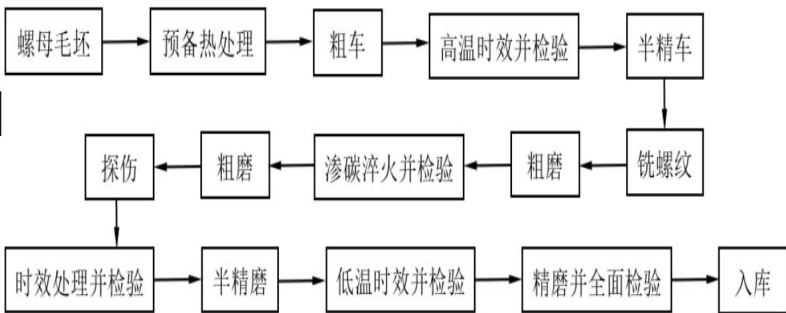 螺母毛坯
预备热处理
粗车
高温时效并检验
半精车
铣螺纹
粗磨
渗碳淬火并检验
粗磨
探伤
时效处理并检验
半精磨
低温时效并检验
精磨并全面检验
入库